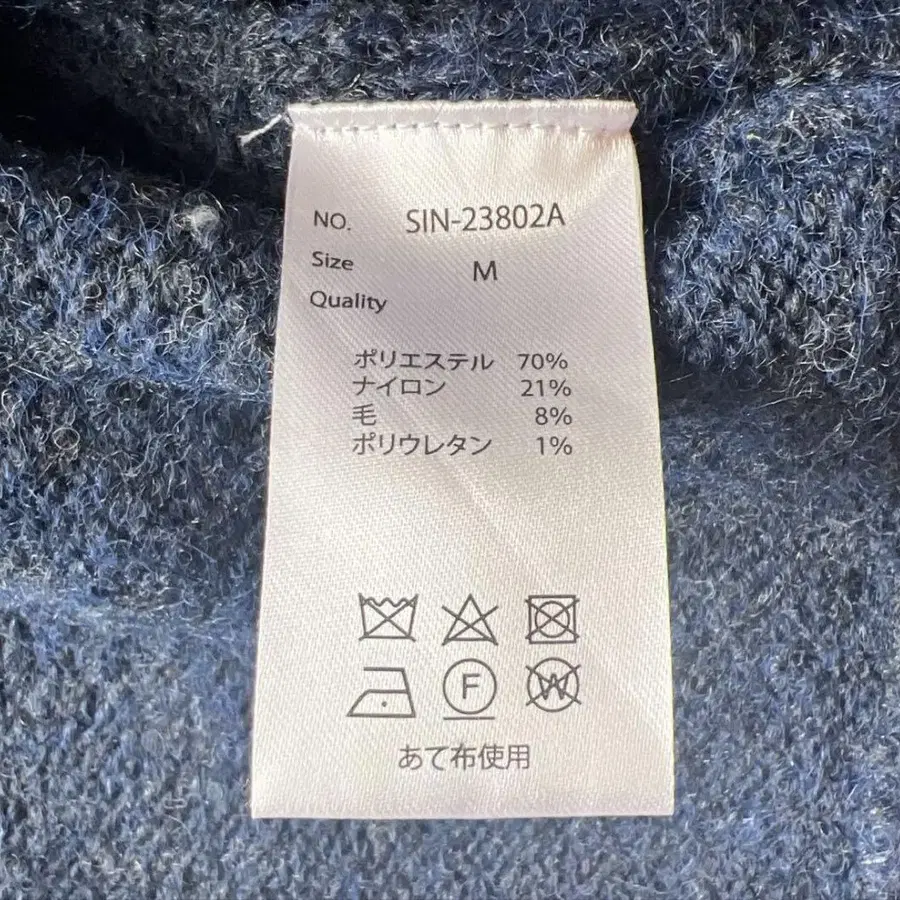 NO. SIN-23802A
Size M
Quality
ポリエステル 70%
ナイロン 21%
毛 8%
ポリウレタン 1%
F W
あて布使用